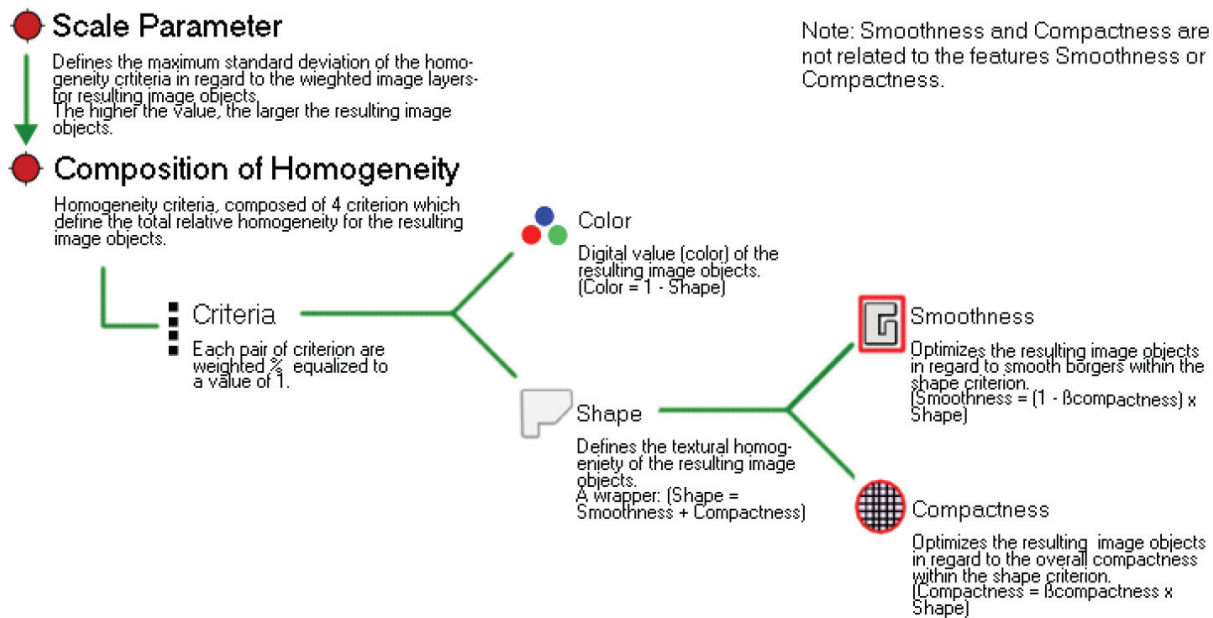 Scale Parameter
Defines the maximum standard deviation of the homo-
geneity crtiteria in regard to the wieghted image layers-
for resulting image objects.
The higher the value, the larger the resulting image
objects.
Note: Smoothness and Compactness are
not related to the features Smoothness or
Compactness.
Composition of Homogeneity
Homogeneity criteria, composed of 4 criterion which
define the total relative homogeneity for the resulting
image objects.
Color
Digital value (color) of the
resulting image objects.
(Color = 1 - Shape)
Criteria
Each pair of criterion are
weighted % equalized to
a value of 1.
Shape
Defines the textural homog-
eniety of the resulting image
objects.
A wrapper: (Shape =
Smoothness + Compactness)
Smoothness
Optimizes the resulting image objects
in regard to smooth borgers within the
shape criterion.
(Smoothness = (1 - ßcompactness) x
Shape)
Compactness
Optimizes the resulting image objects
in regard to the overall compactness
within the shape criterion.
(Compactness = ßcompactness x
Shape)